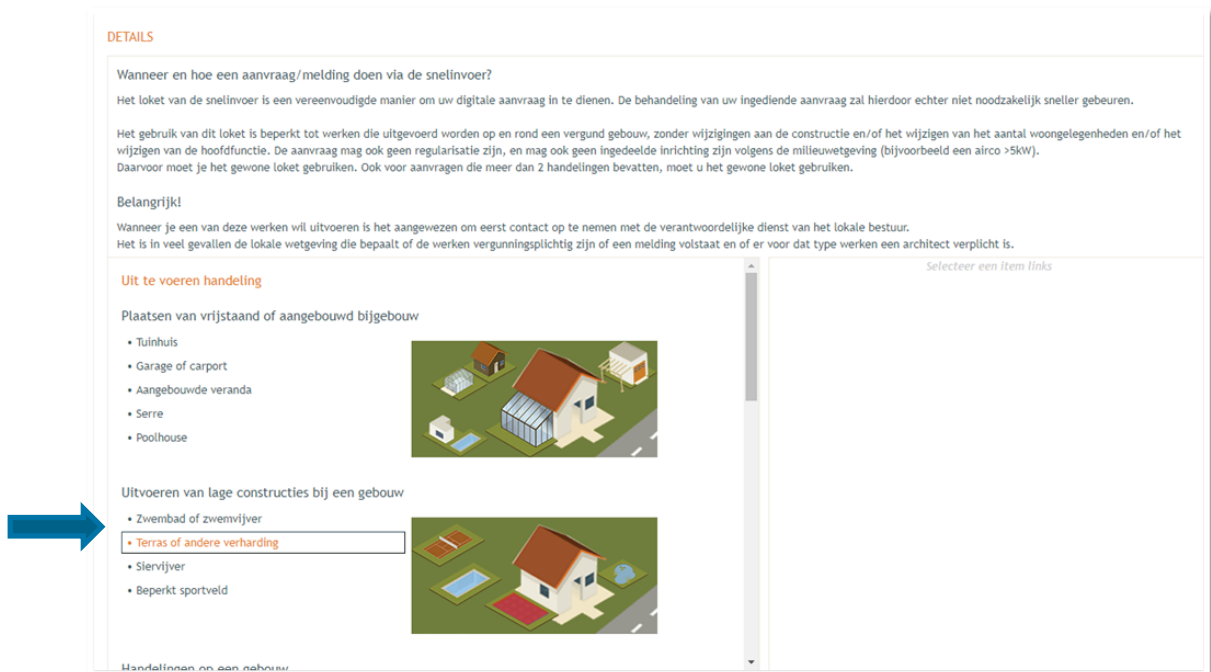 DETAILS
Wanneer en hoe een aanvraag/melding doen via de snelinvoer?
Het loket van de snelinvoer is een vereenvoudigde manier om uw digitale aanvraag in te dienen. De behandeling van uw ingediende aanvraag zal hierdoor echter niet noodzakelijk sneller gebeuren.
Het gebruik van dit loket is beperkt tot werken die uitgevoerd worden op en rond een vergund gebouw, zonder wijzigingen aan de constructie en/of het wijzigen van het aantal woongelegenheden en/of het
wijzigen van de hoofdfunctie. De aanvraag mag ook geen regularisatie zijn, en mag ook geen ingedeelde inrichting zijn volgens de milieuwetgeving (bijvoorbeeld een airco >5kW).
Daarvoor moet je het gewone loket gebruiken. Ook voor aanvragen die meer dan 2 handelingen bevatten, moet u het gewone loket gebruiken.
Belangrijk!
Wanneer je een van deze werken wil uitvoeren is het aangewezen om eerst contact op te nemen met de verantwoordelijke dienst van het lokale bestuur.
Het is in veel gevallen de lokale wetgeving die bepaalt of de werken vergunningsplichtig zijn of een melding volstaat en of er voor dat type werken een architect verplicht is.
Selecteer een item links
Uit te voeren handeling
Plaatsen van vrijstaand of aangebouwd bijgebouw
• Tuinhuis
• Garage of carport
• Aangebouwde veranda
• Serre
• Poolhouse
Uitvoeren van lage constructies bij een gebouw
• Zwembad of zwemvijver
• Terras of andere verharding
• Siervijver
• Beperkt sportveld
Handelingen op een gebouw